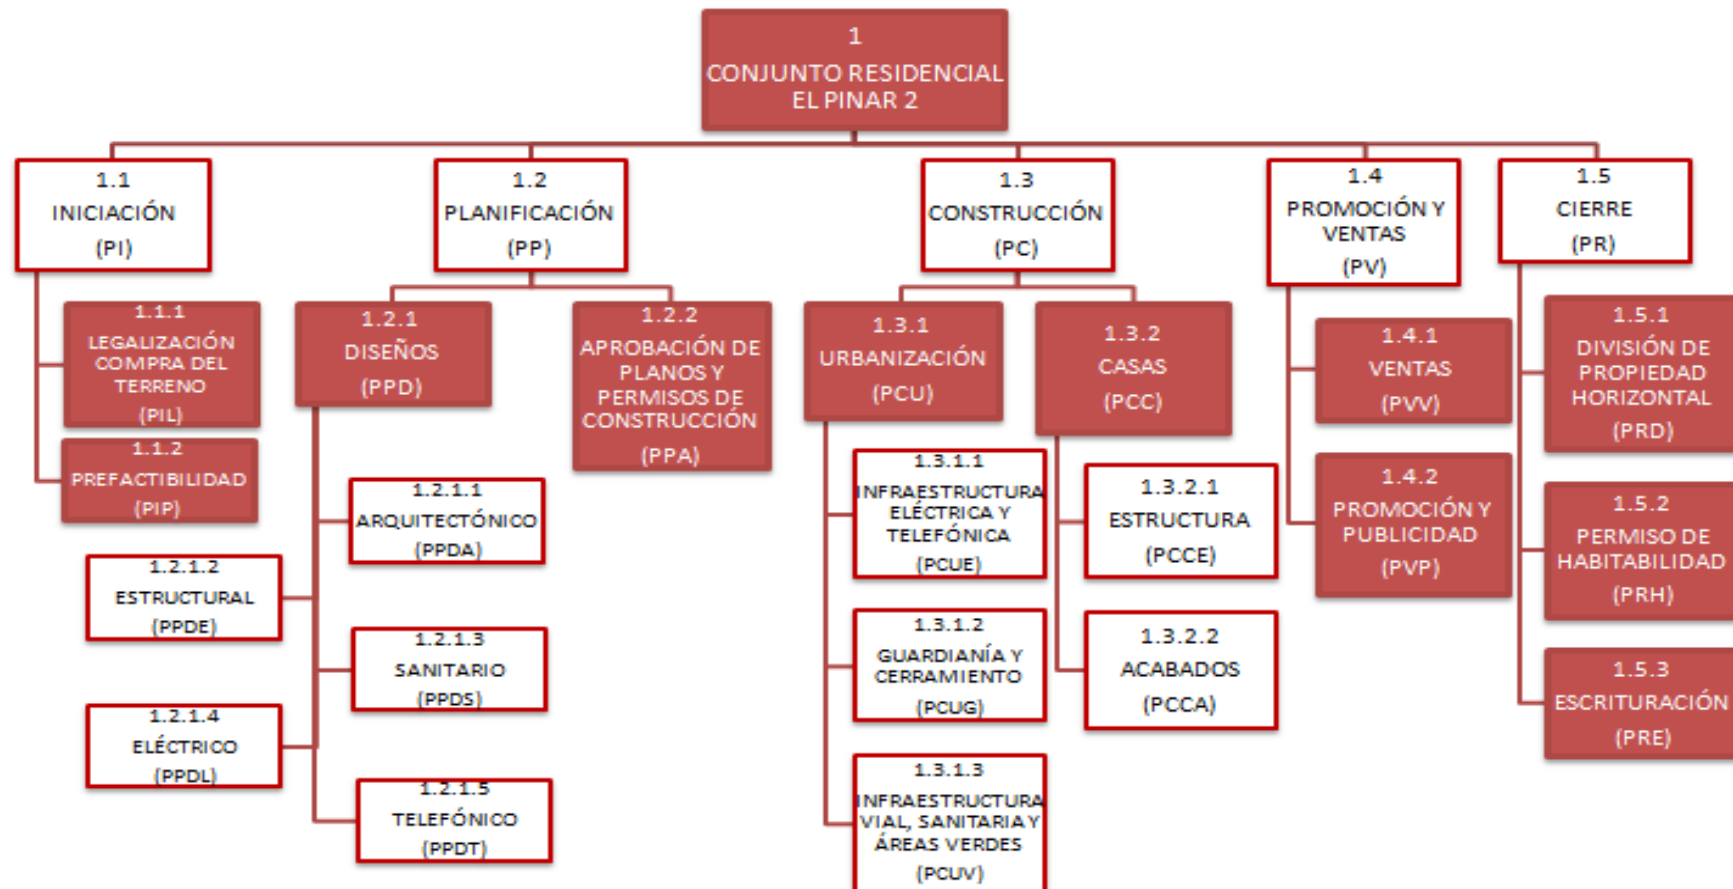 1
CONJUNTO RESIDENCIAL
EL PINAR 2
1.1
INICIACIÓN
(PI)
1.2
PLANIFICACIÓN
(PP)
1.3
CONSTRUCCIÓN
(PC)
1.4
PROMOCIÓN Y
VENTAS
(PV)
1.5
CIERRE
(PR)
1.1.1
LEGALIZACIÓN
COMPRA DEL
TERRENO
(PIL)
1.1.2
PREFACTIBILIDAD
(PIP)
1.2.1
DISEÑOS
(PPD)
1.2.2
APROBACIÓN DE
PLANOS Y
PERMISOS DE
CONSTRUCCIÓN
(PPA)
1.2.1.1
ARQUITECTÓNICO
(PPDA)
1.2.1.2
ESTRUCTURAL
(PPDE)
1.2.1.3
SANITARIO
(PPDS)
1.2.1.4
ELÉCTRICO
(PPDL)
1.2.1.5
TELEFÓNICO
(PPDT)
1.3.1
URBANIZACIÓN
(PCU)
1.3.2
CASAS
(PCC)
1.3.1.1
INFRAESTRUCTURA
ELÉCTRICA Y
TELEFÓNICA
(PCUE)
1.3.1.2
GUARDIANÍA Y
CERRAMIENTO
(PCUG)
1.3.1.3
INFRAESTRUCTURA
VIAL, SANITARIA Y
ÁREAS VERDES
(PCUV)
1.3.2.1
ESTRUCTURA
(PCCE)
1.3.2.2
ACABADOS
(PCCA)
1.4.1
VENTAS
(PVV)
1.4.2
PROMOCIÓN Y
PUBLICIDAD
(PVP)
1.5.1
DIVISIÓN DE
PROPIEDAD
HORIZONTAL
(PRD)
1.5.2
PERMISO DE
HABITABILIDAD
(PRH)
1.5.3
ESCRITURACIÓN
(PRE)